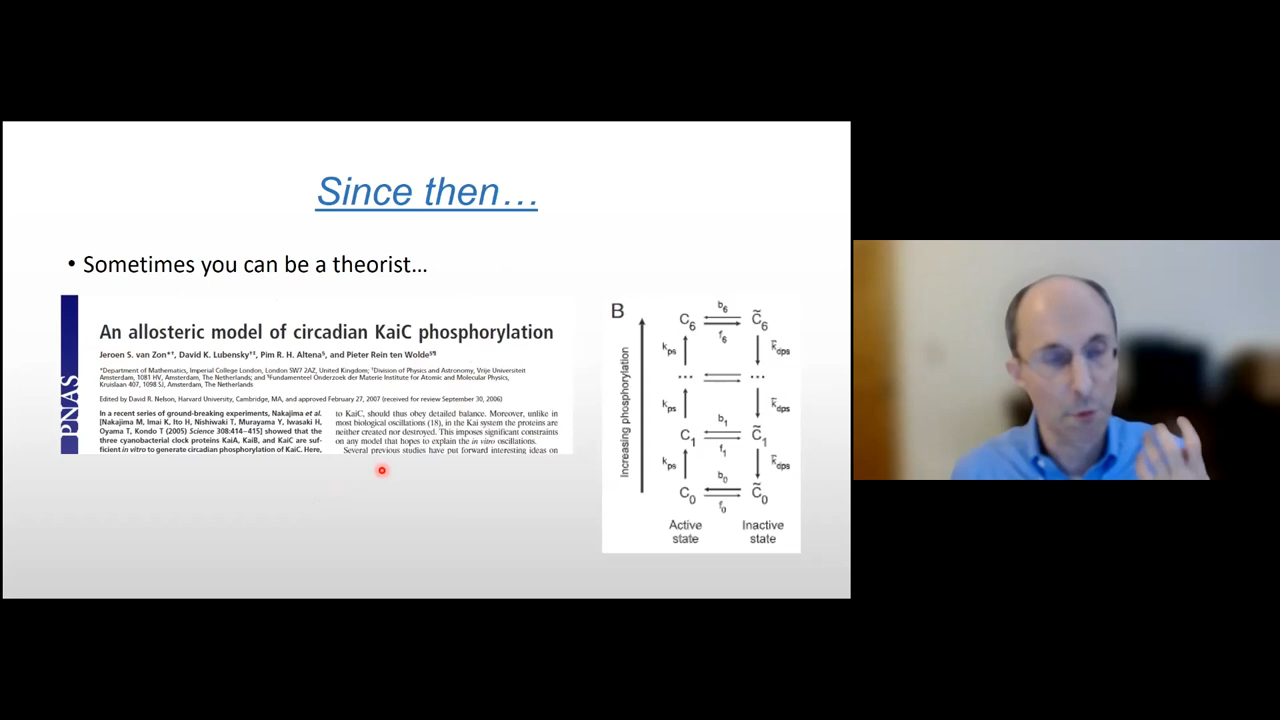 Since then…
• Sometimes you can be a theorist…
PNAS
An allosteric model of circadian KaiC phosphorylation
Jeroen S. van Zon*†, David K. Lubensky†‡, Pim R. H. Altena§, and Pieter Rein ten Wolde§¶
*Department of Mathematics, Imperial College London, London SW7 2AZ, United Kingdom; †Division of Physics and Astronomy, Vrije Universiteit
Amsterdam, 1081 HV, Amsterdam, The Netherlands; and §Fundamenteel Onderzoek der Materie Institute for Atomic and Molecular Physics,
Kruislaan 407, 1098 SJ, Amsterdam, The Netherlands
Edited by David R. Nelson, Harvard University, Cambridge, MA, and approved February 27, 2007 (received for review September 30, 2006)
In a recent series of ground-breaking experiments, Nakajima et al.
[Nakajima M, Imai K, Ito H, Nishiwaki T, Murayama Y, Iwasaki H,
Oyama T, Kondo T (2005) Science 308:414–415] showed that the
three cyanobacterial clock proteins KaiA, KaiB, and KaiC are suf-
ficient in vitro to generate circadian phosphorylation of KaiC. Here,
to KaiC, should thus obey detailed balance. Moreover, unlike in
most biological oscillations (18), in the Kai system the proteins are
neither created nor destroyed. This imposes significant constraints
on any model that hopes to explain the in vitro oscillations.
Several previous studies have put forward interesting ideas on
B
Increasing phosphorylation
C6 b6 f6 C̃6
kps k̃dps
… …
kps k̃dps
C1 b1 f1 C̃1
kps k̃dps
C0 b0 f0 C̃0
Active Inactive
state state